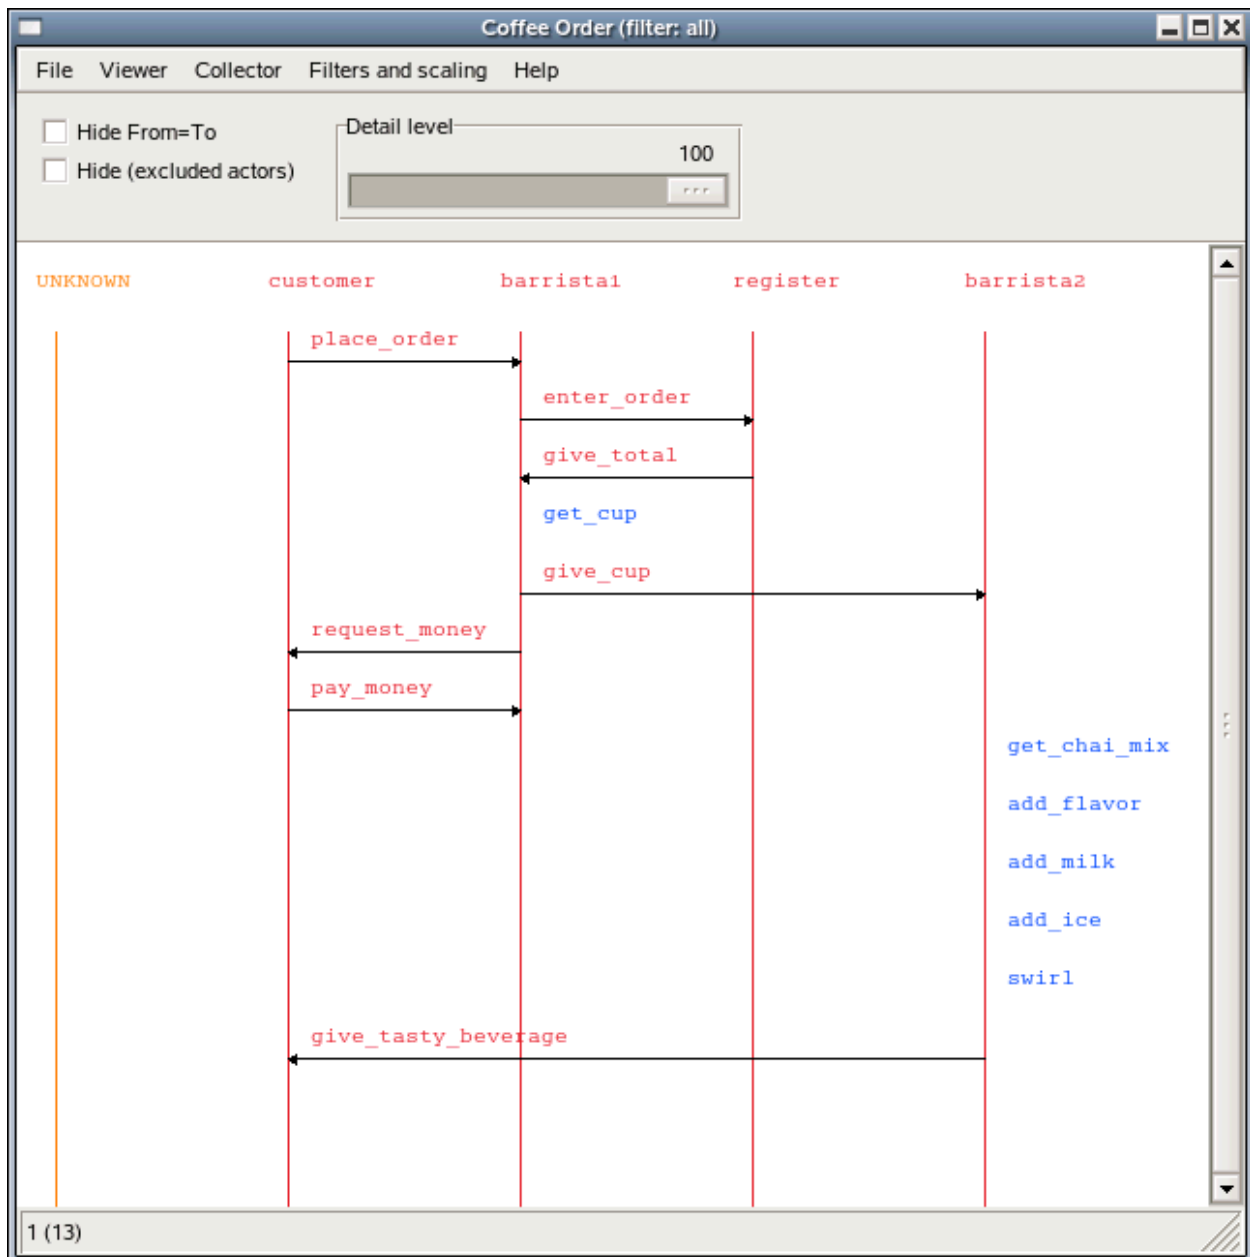 Coffee Order (filter: all)
File Viewer Collector Filters and scaling Help
Hide From=To
Hide (excluded actors)
Detail level
100
UNKNOWN customer barrista1 register barrista2
place_order
enter_order
give_total
get_cup
give_cup
request_money
pay_money
get_chai_mix
add_flavor
add_milk
add_ice
swirl
give_tasty_beverage
1 (13)